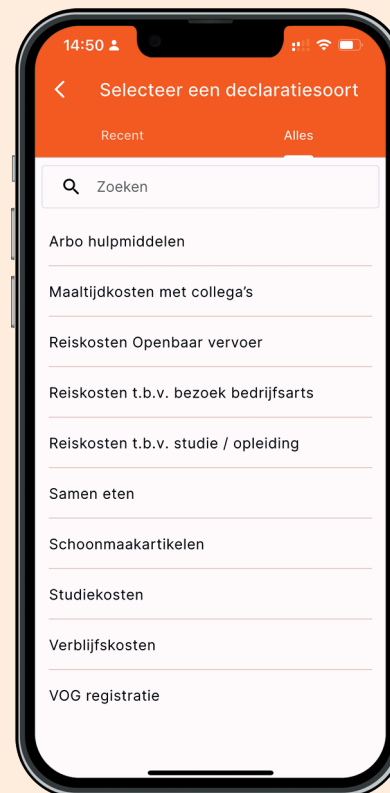 14:50
Selecteer een declaratiesoort
Recent
Alles
Zoeken
Arbo hulpmiddelen
Maaltijdkosten met collega's
Reiskosten Openbaar vervoer
Reiskosten t.b.v. bezoek bedrijfsarts
Reiskosten t.b.v. studie / opleiding
Samen eten
Schoonmaakartikelen
Studiekosten
Verblijfskosten
VOG registratie